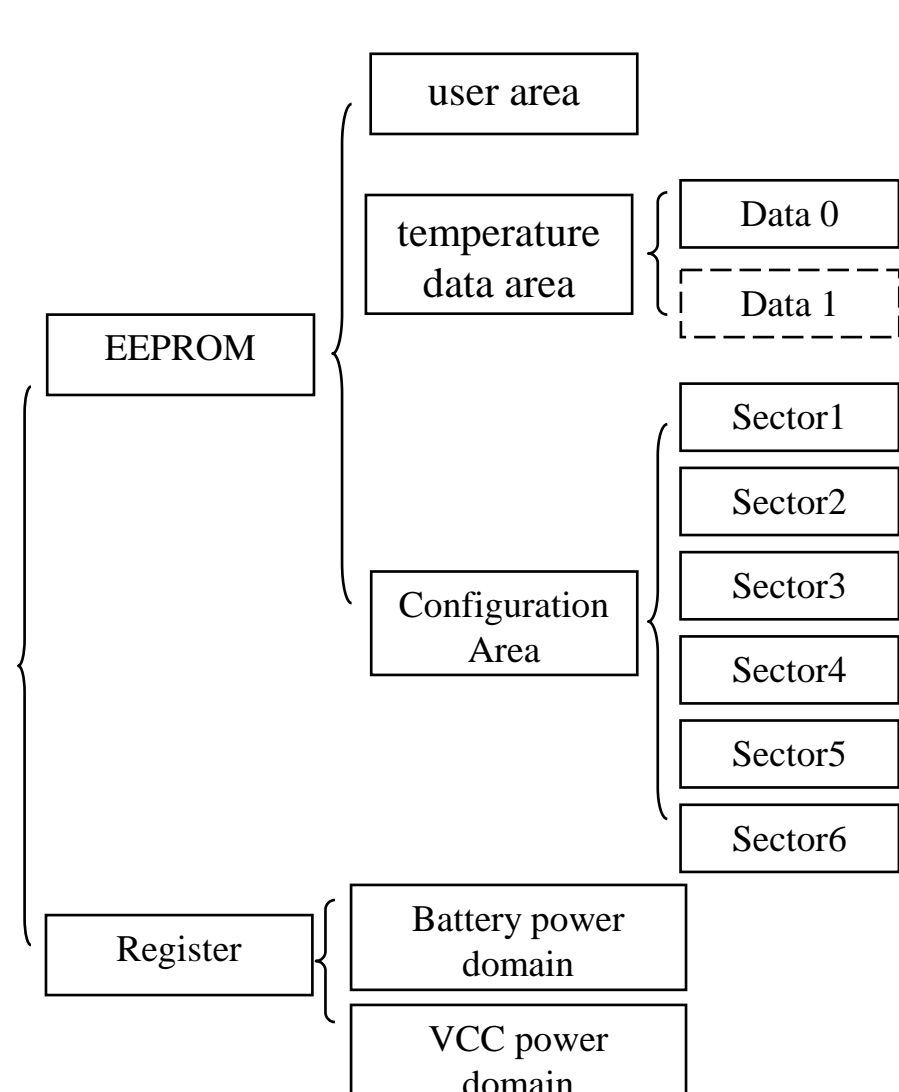 user area
temperature
data area
Data 0
Data 1
EEPROM
Sector1
Sector2
Sector3
Sector4
Sector5
Sector6
Configuration
Area
Register
Battery power
domain
VCC power
domain